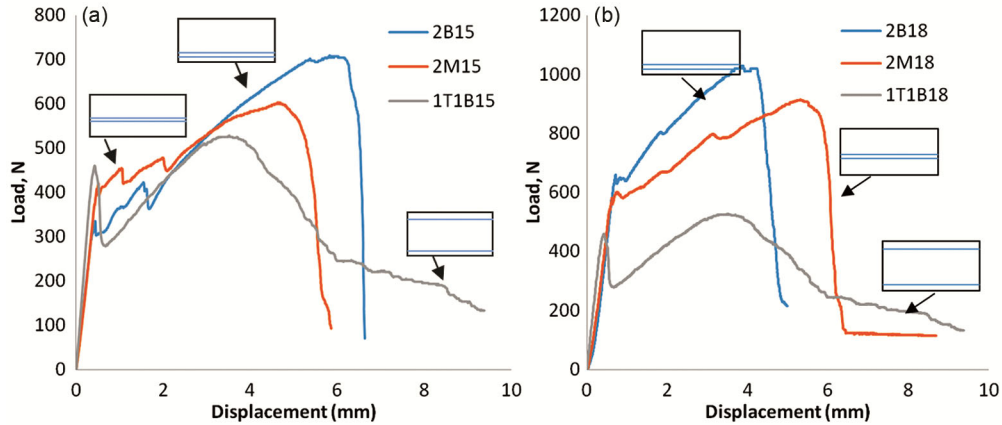 (a)
800
700
600
500
400
300
200
100
0
Load, N
0 2 4 6 8 10
Displacement (mm)
2B15
2M15
1T1B15
(b)
1200
1000
800
600
400
200
0
Load, N
0 2 4 6 8 10
Displacement (mm)
2B18
2M18
1T1B18